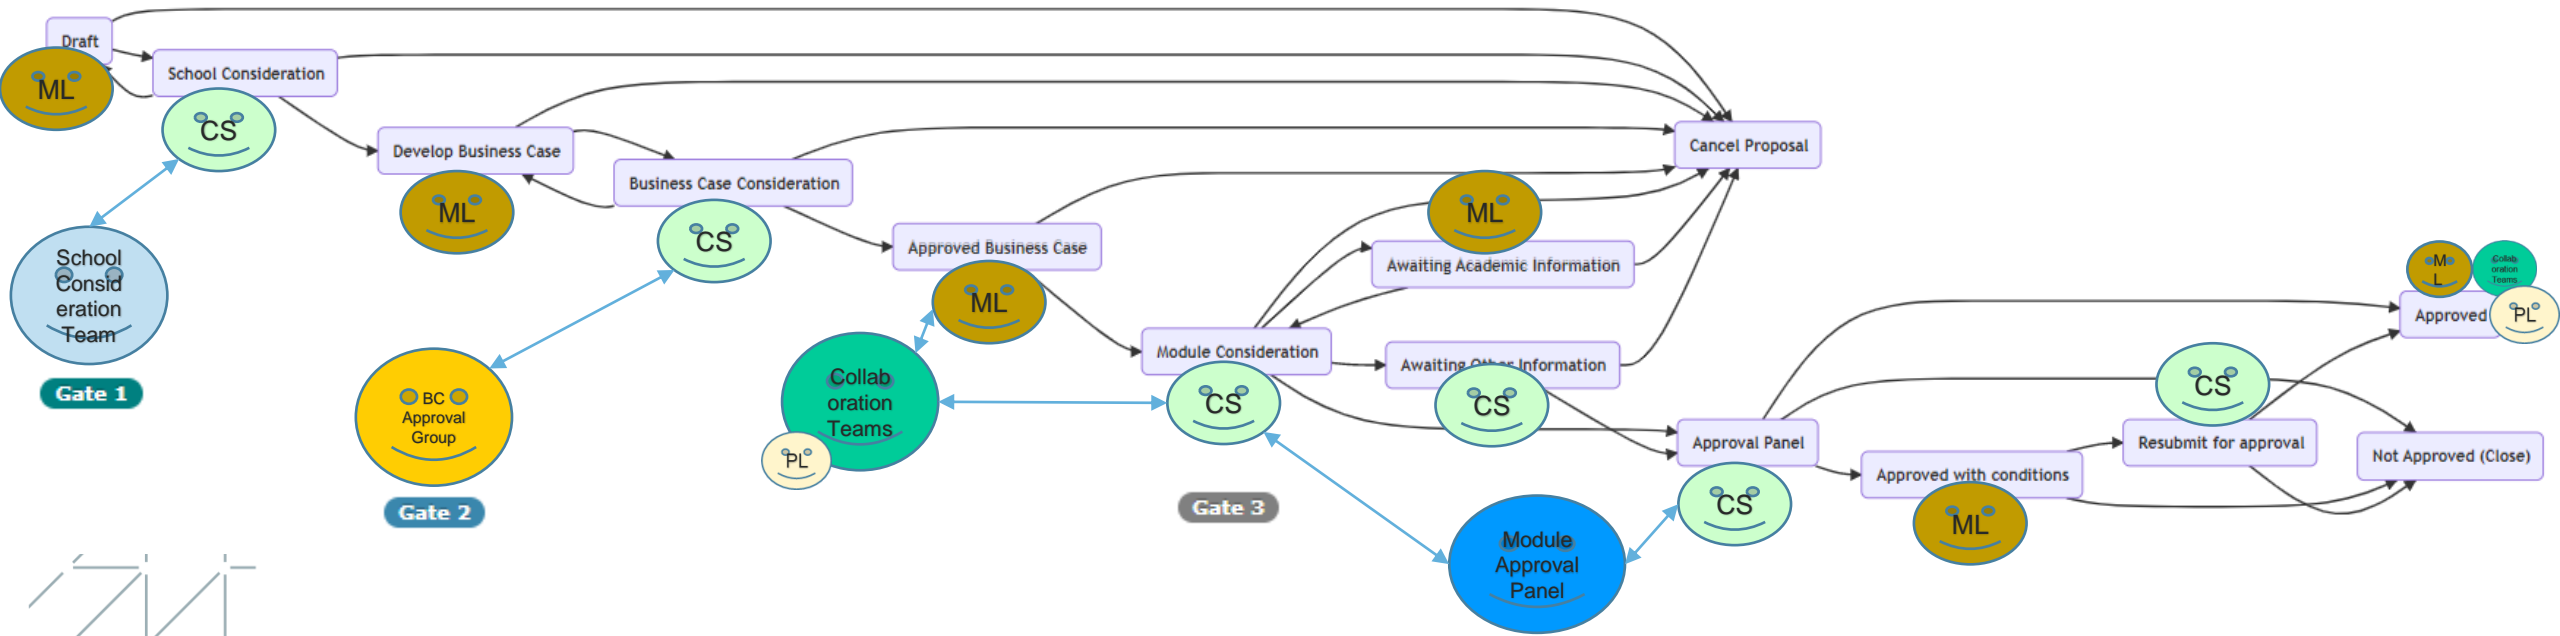 Draft
ML
School Consideration
CS
School
Consid
eration
Team
Gate 1
Develop Business Case
ML
Business Case Consideration
CS
BC
Approval
Group
Gate 2
Approved Business Case
ML
Collab
oration
Teams
PL
Module Consideration
CS
Gate 3
ML
Awaiting Academic Information
Awaiting Other Information
CS
Cancel Proposal
Module
Approval
Panel
Approval Panel
CS
Approved with conditions
ML
CS
Resubmit for approval
Not Approved (Close)
M
L
Collab
oration
Teams
Approved
PL